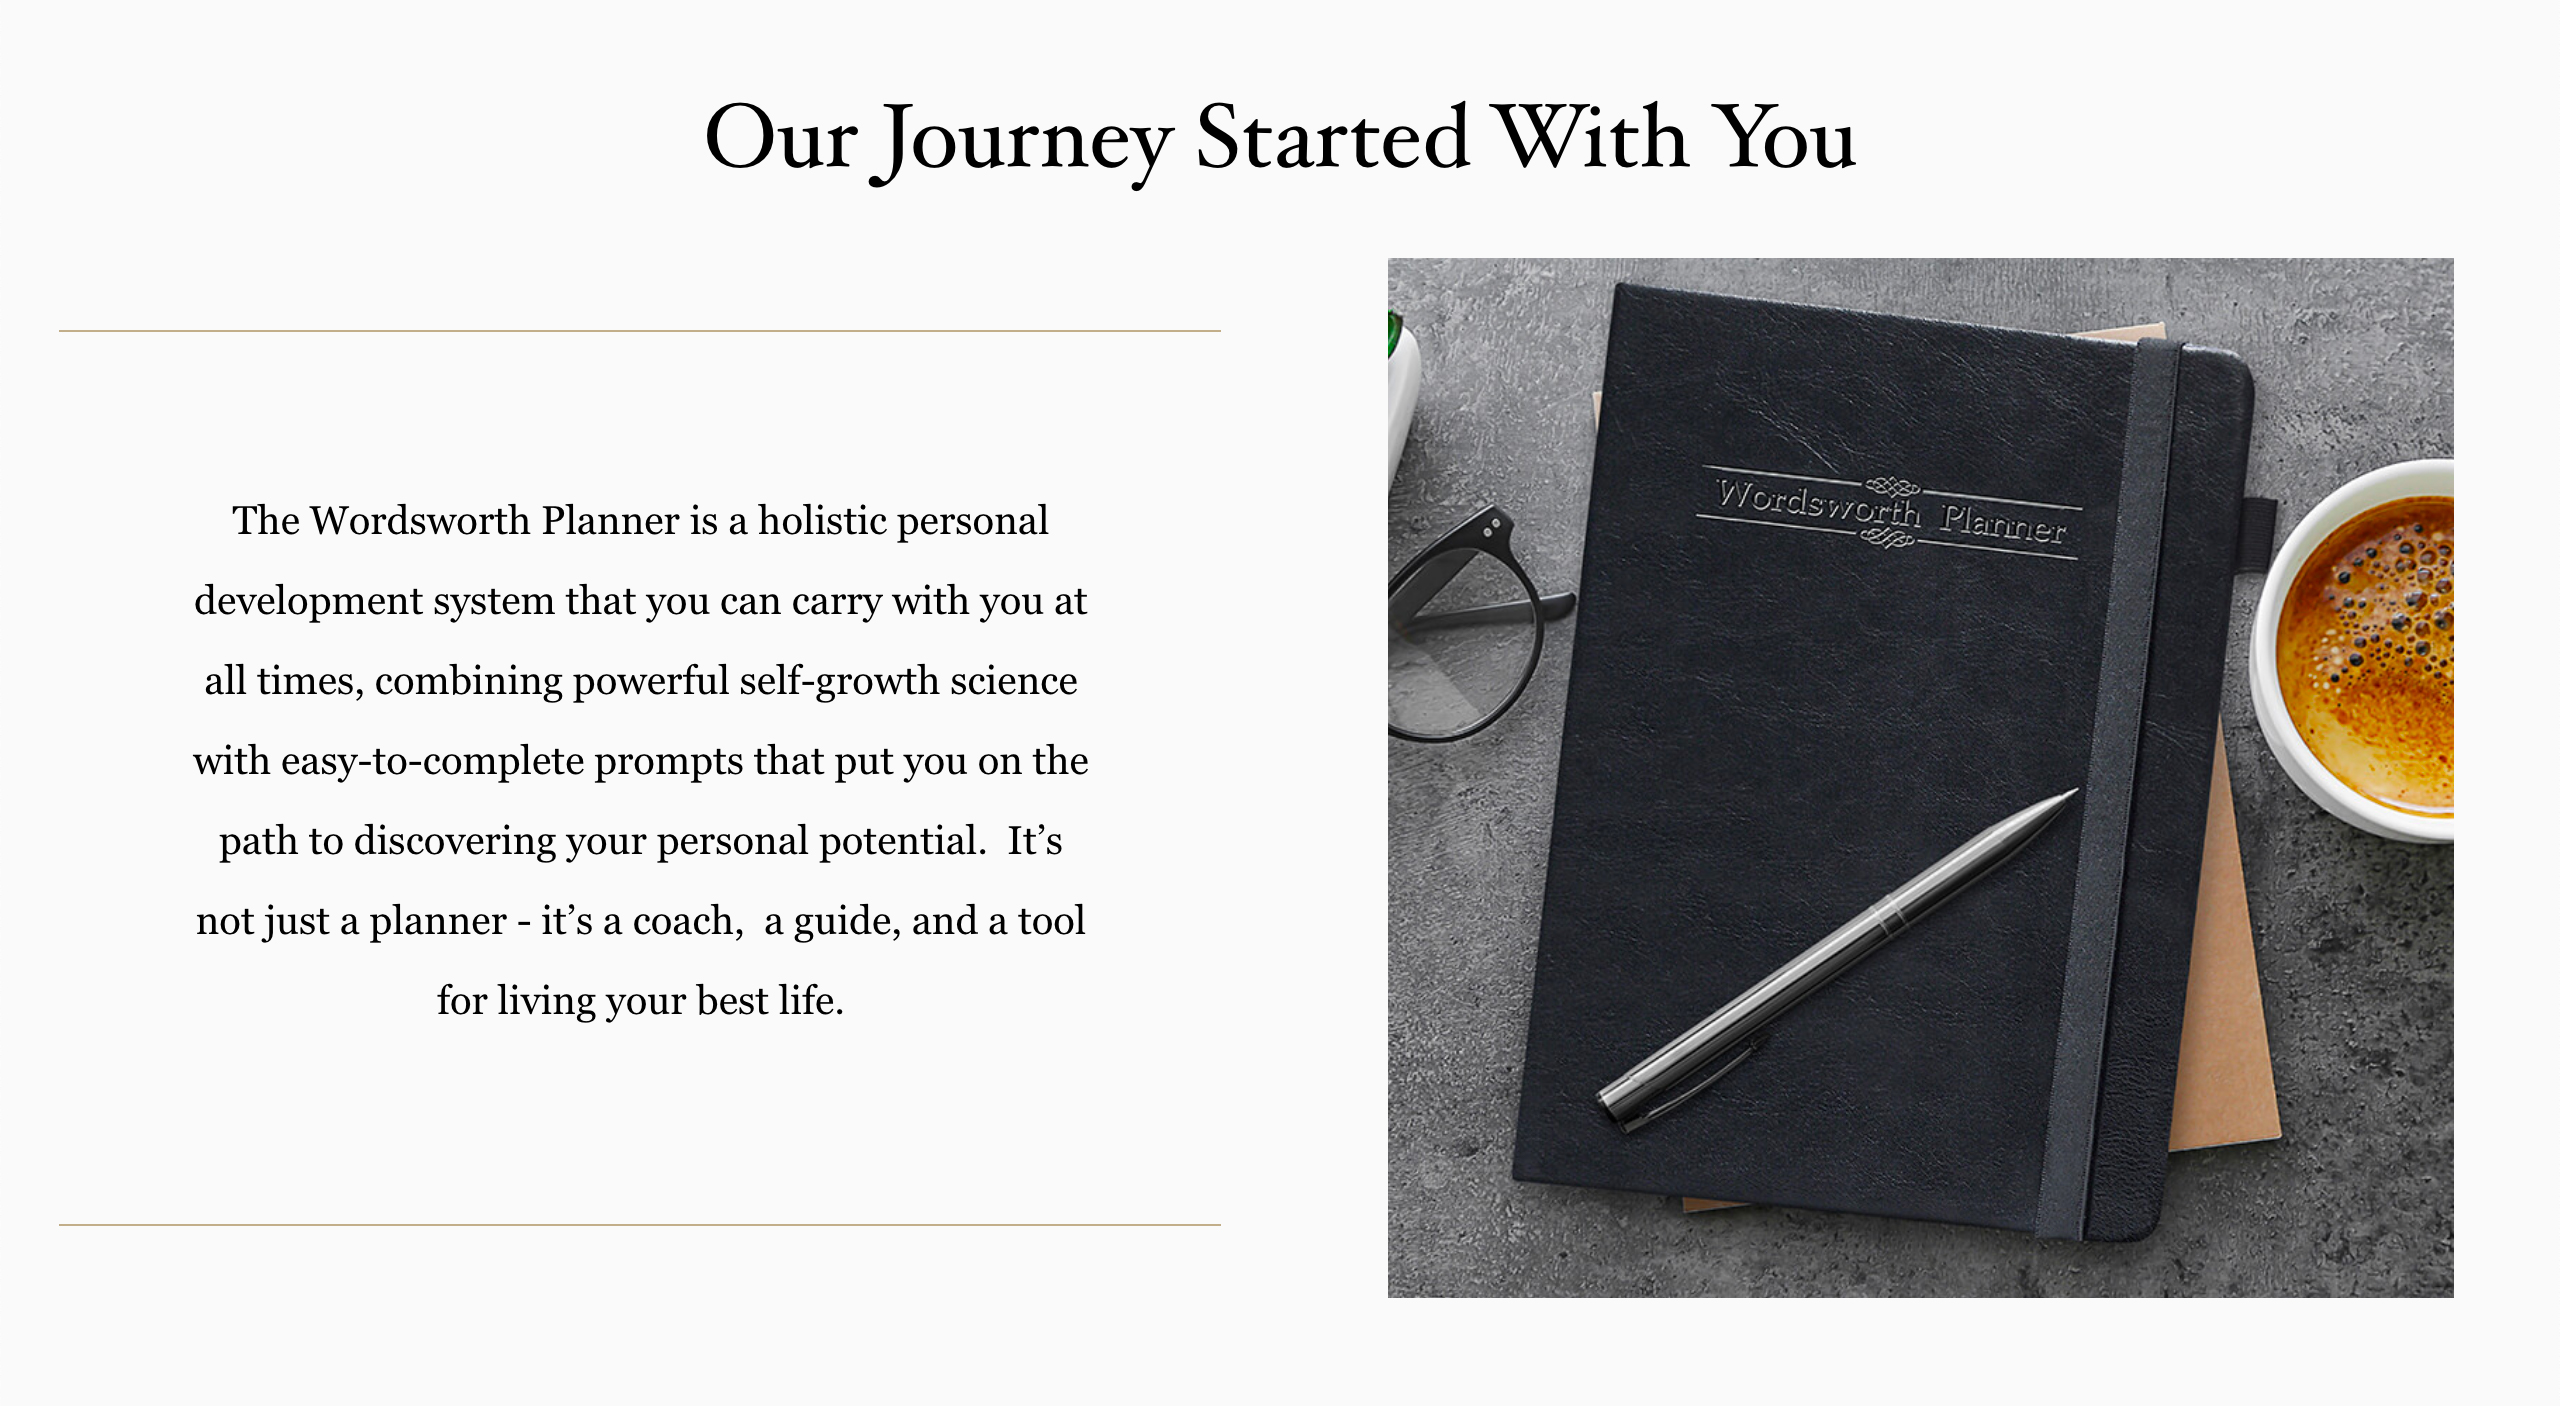 Our Journey Started With You
The Wordsworth Planner is a holistic personal
development system that you can carry with you at
all times, combining powerful self-growth science
with easy-to-complete prompts that put you on the
path to discovering your personal potential.  It’s
not just a planner - it’s a coach,  a guide, and a tool
for living your best life.
Wordsworth Planner